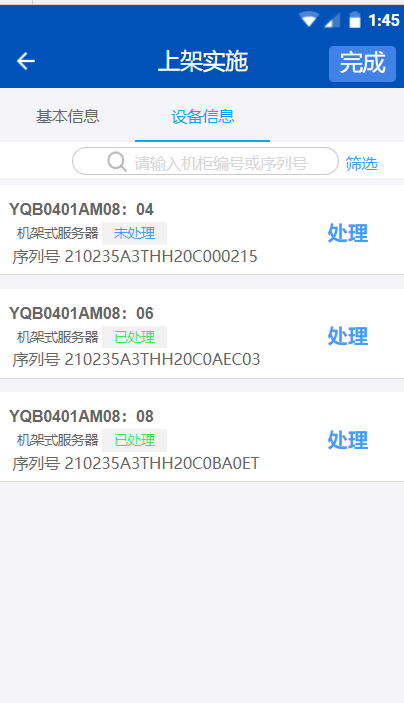 1:45
上架实施 完成
基本信息 设备信息
请输入机柜编号或序列号 筛选
YQB0401AM08：04
机架式服务器 未处理 处理
序列号 210235A3THH20C000215
YQB0401AM08：06
机架式服务器 已处理 处理
序列号 210235A3THH20C0AEC03
YQB0401AM08：08
机架式服务器 已处理 处理
序列号 210235A3THH20C0BA0ET